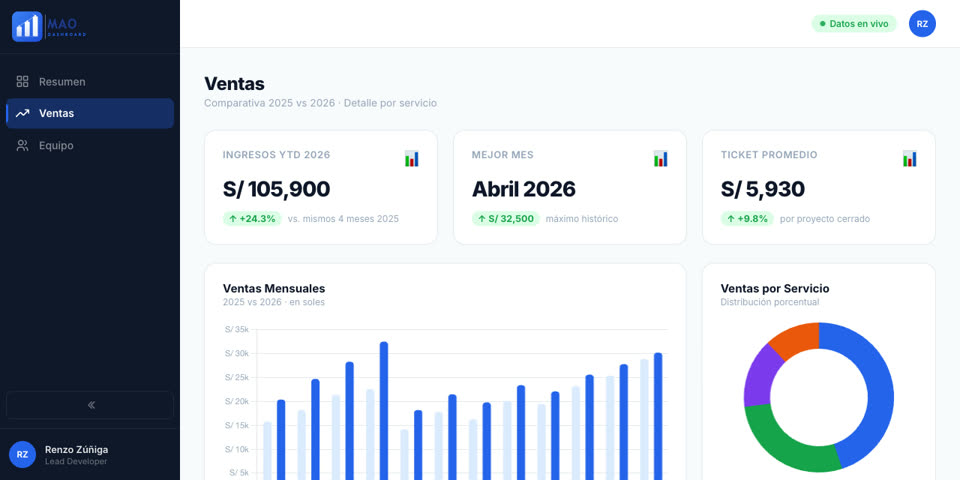 MAO
DASHBOARD
Resumen
Ventas
Equipo
«
RZ
Renzo Zúñiga
Lead Developer
Datos en vivo
RZ
Ventas
Comparativa 2025 vs 2026 · Detalle por servicio
INGRESOS YTD 2026
S/ 105,900
↑ +24.3% vs. mismos 4 meses 2025
MEJOR MES
Abril 2026
↑ S/ 32,500 máximo histórico
TICKET PROMEDIO
S/ 5,930
↑ +9.8% por proyecto cerrado
Ventas Mensuales
2025 vs 2026 · en soles
S/ 35k
S/ 30k
S/ 25k
S/ 20k
S/ 15k
S/ 10k
S/ 5k
Ventas por Servicio
Distribución porcentual